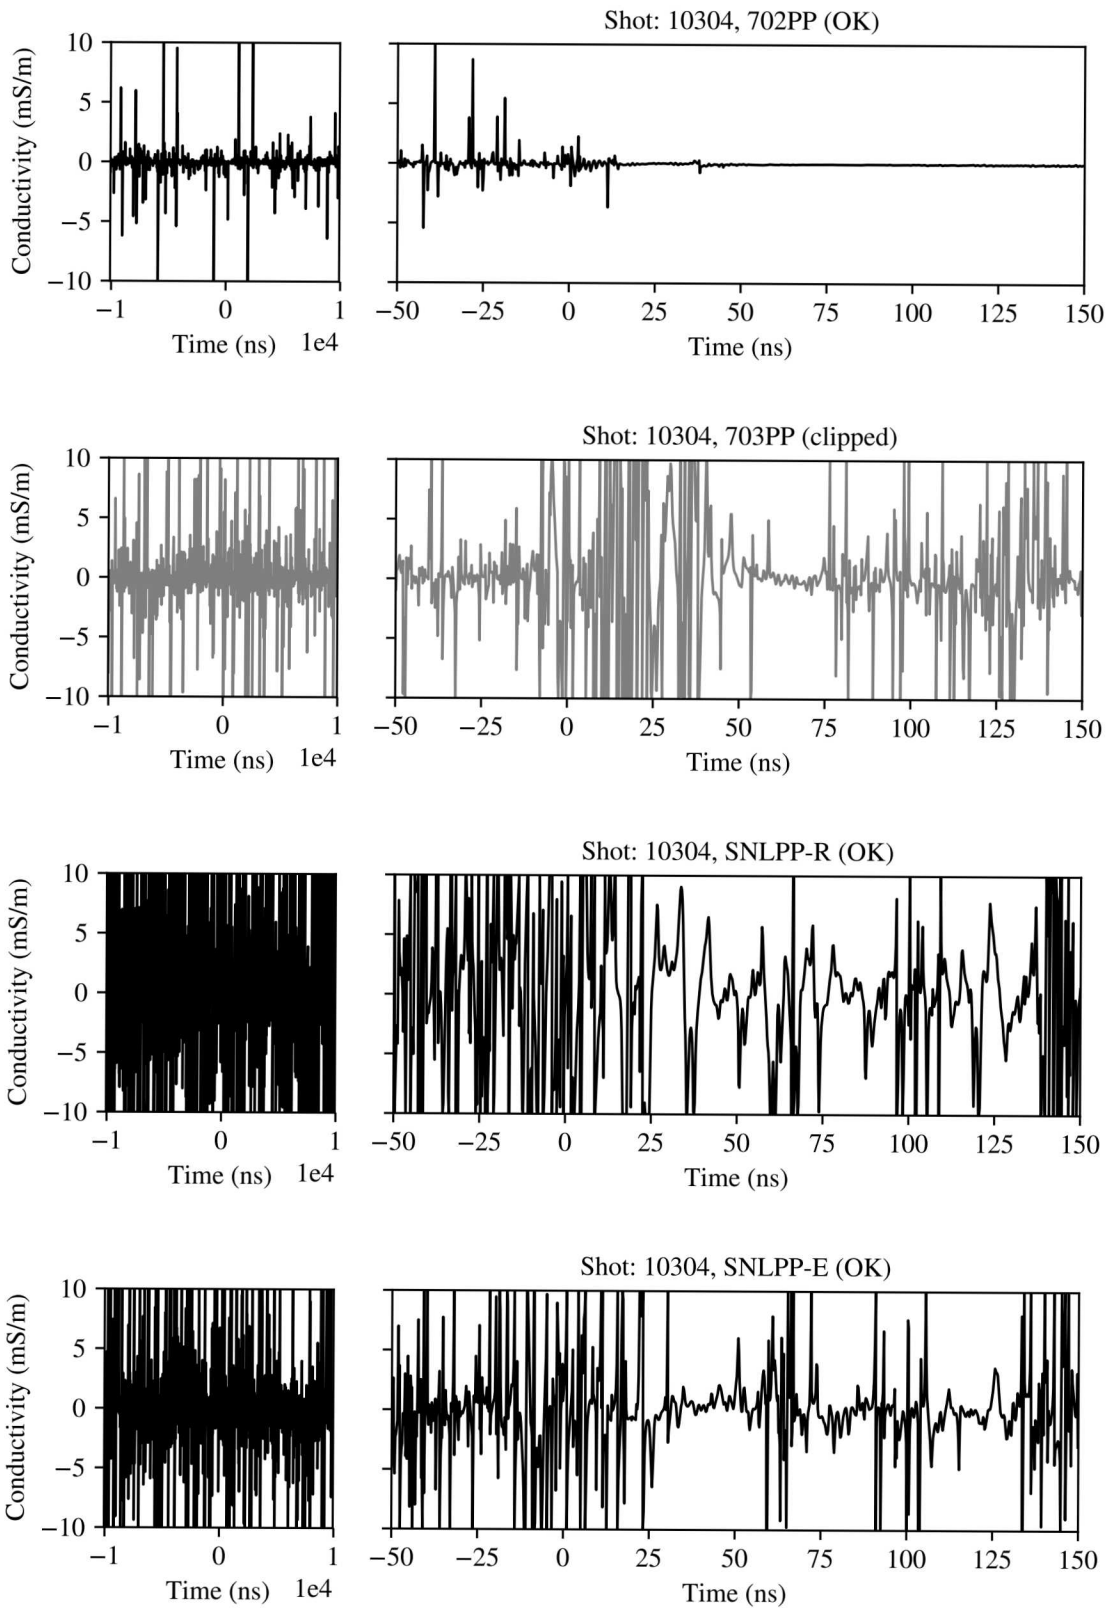 Shot: 10304, 702PP (OK)
Conductivity (mS/m)
10
5
0
−5
−10
−1 0 1
Time (ns) 1e4
−50 −25 0 25 50 75 100 125 150
Time (ns)
Shot: 10304, 703PP (clipped)
Conductivity (mS/m)
10
5
0
−5
−10
−1 0 1
Time (ns) 1e4
−50 −25 0 25 50 75 100 125 150
Time (ns)
Shot: 10304, SNLPP-R (OK)
Conductivity (mS/m)
10
5
0
−5
−10
−1 0 1
Time (ns) 1e4
−50 −25 0 25 50 75 100 125 150
Time (ns)
Shot: 10304, SNLPP-E (OK)
Conductivity (mS/m)
10
5
0
−5
−10
−1 0 1
Time (ns) 1e4
−50 −25 0 25 50 75 100 125 150
Time (ns)